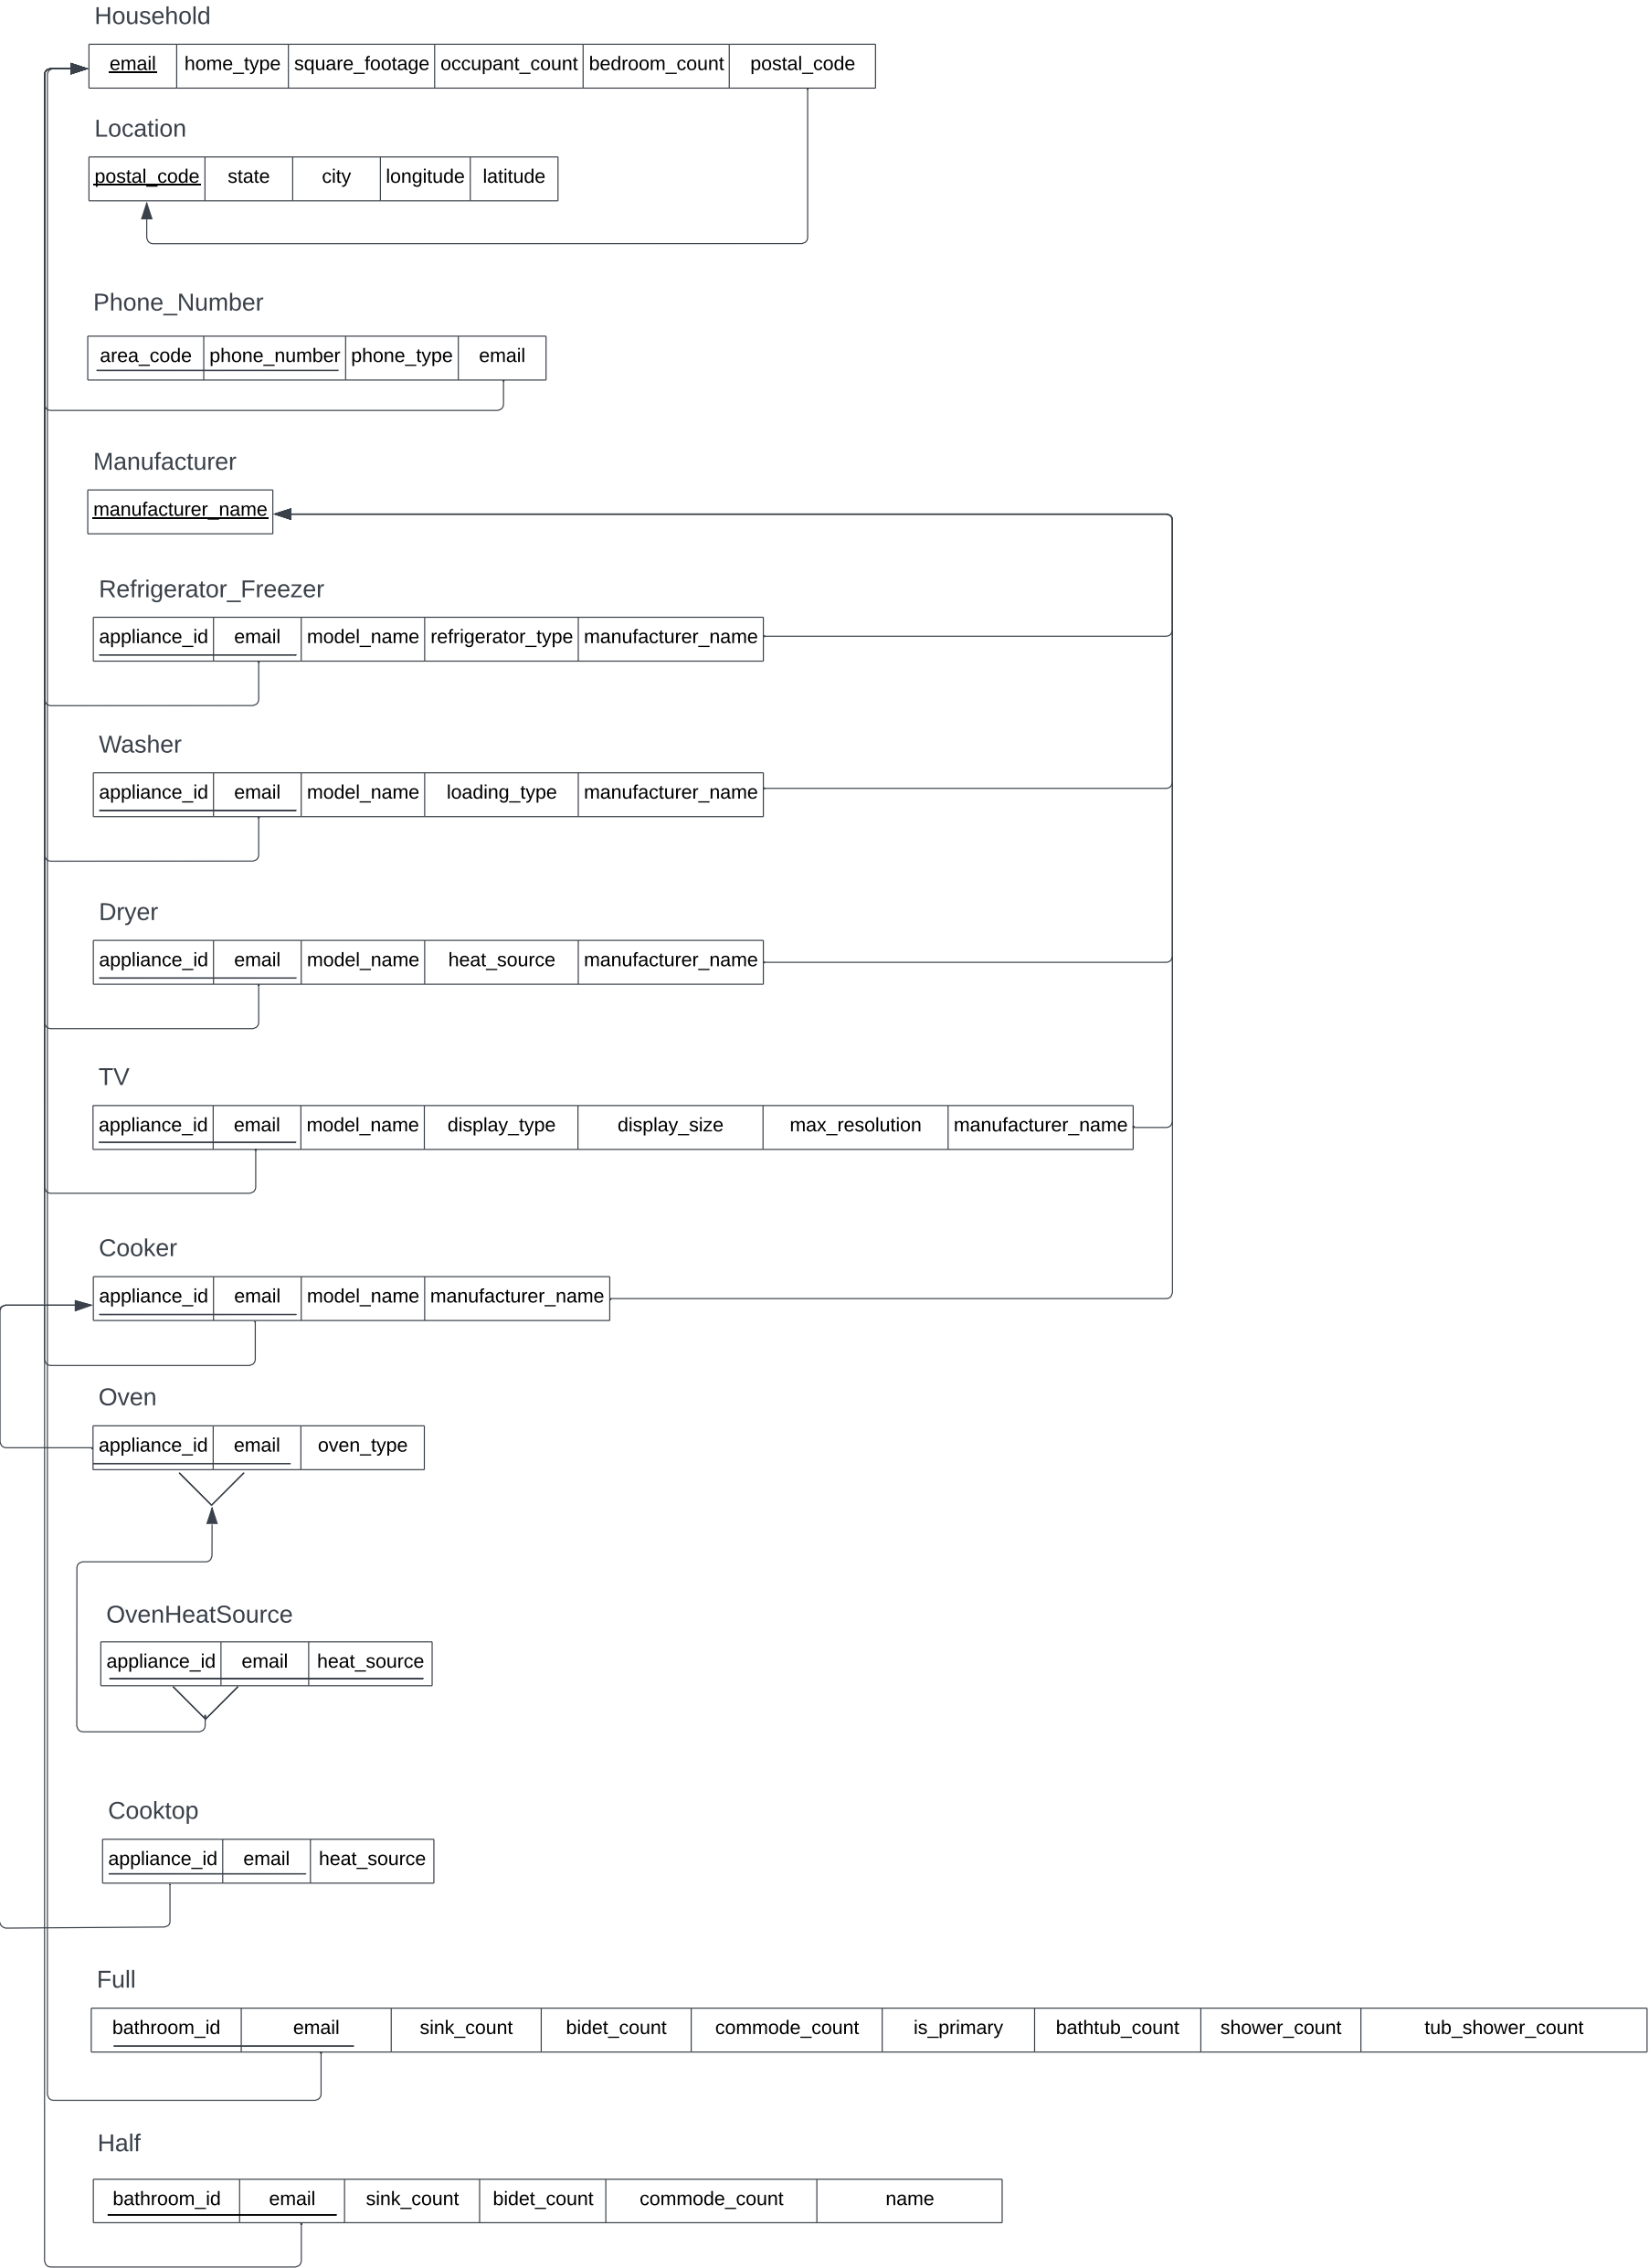 Household
email home_type square_footage occupant_count bedroom_count postal_code
Location
postal_code state city longitude latitude
Phone_Number
area_code phone_number phone_type email
Manufacturer
manufacturer_name
Refrigerator_Freezer
appliance_id email model_name refrigerator_type manufacturer_name
Washer
appliance_id email model_name loading_type manufacturer_name
Dryer
appliance_id email model_name heat_source manufacturer_name
TV
appliance_id email model_name display_type display_size max_resolution manufacturer_name
Cooker
appliance_id email model_name manufacturer_name
Oven
appliance_id email oven_type
OvenHeatSource
appliance_id email heat_source
Cooktop
appliance_id email heat_source
Full
bathroom_id email sink_count bidet_count commode_count is_primary bathtub_count shower_count tub_shower_count
Half
bathroom_id email sink_count bidet_count commode_count name